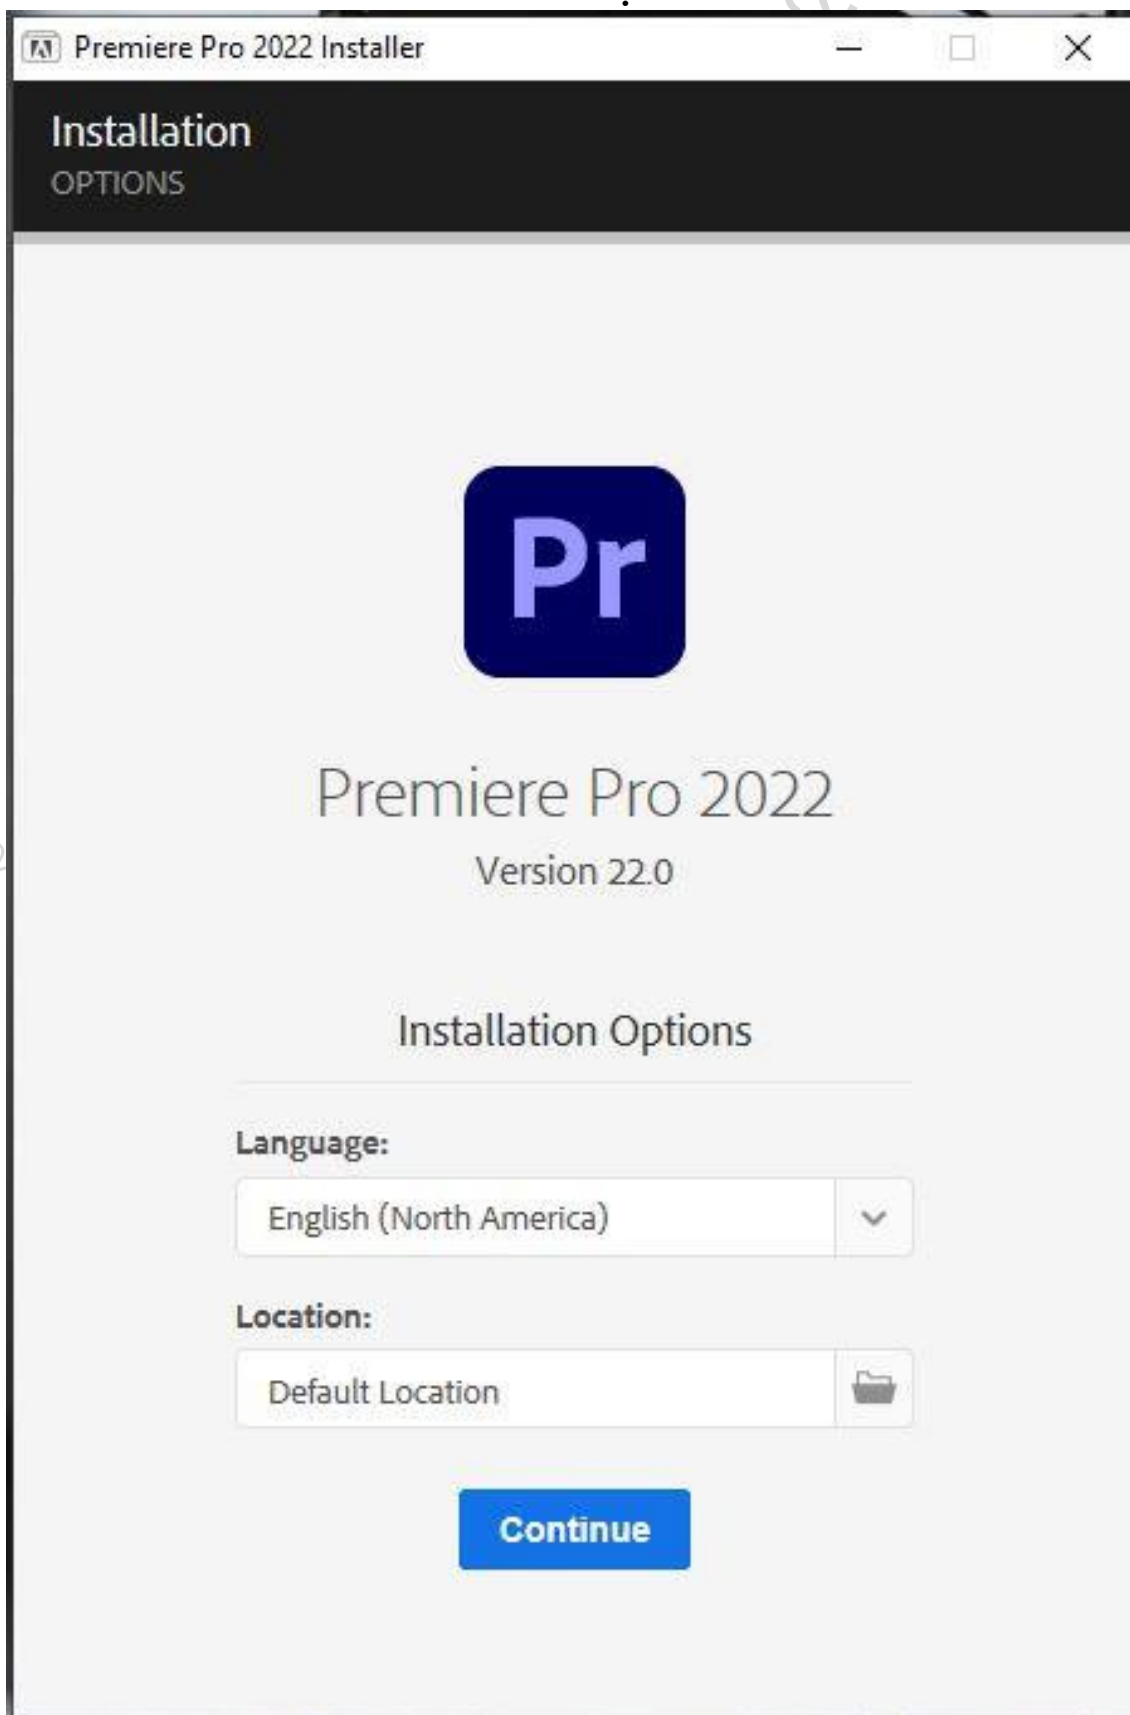 Premiere Pro 2022 Installer
Installation
OPTIONS
Pr
Premiere Pro 2022
Version 22.0
Installation Options
Language:
English (North America)
Location:
Default Location
Continue